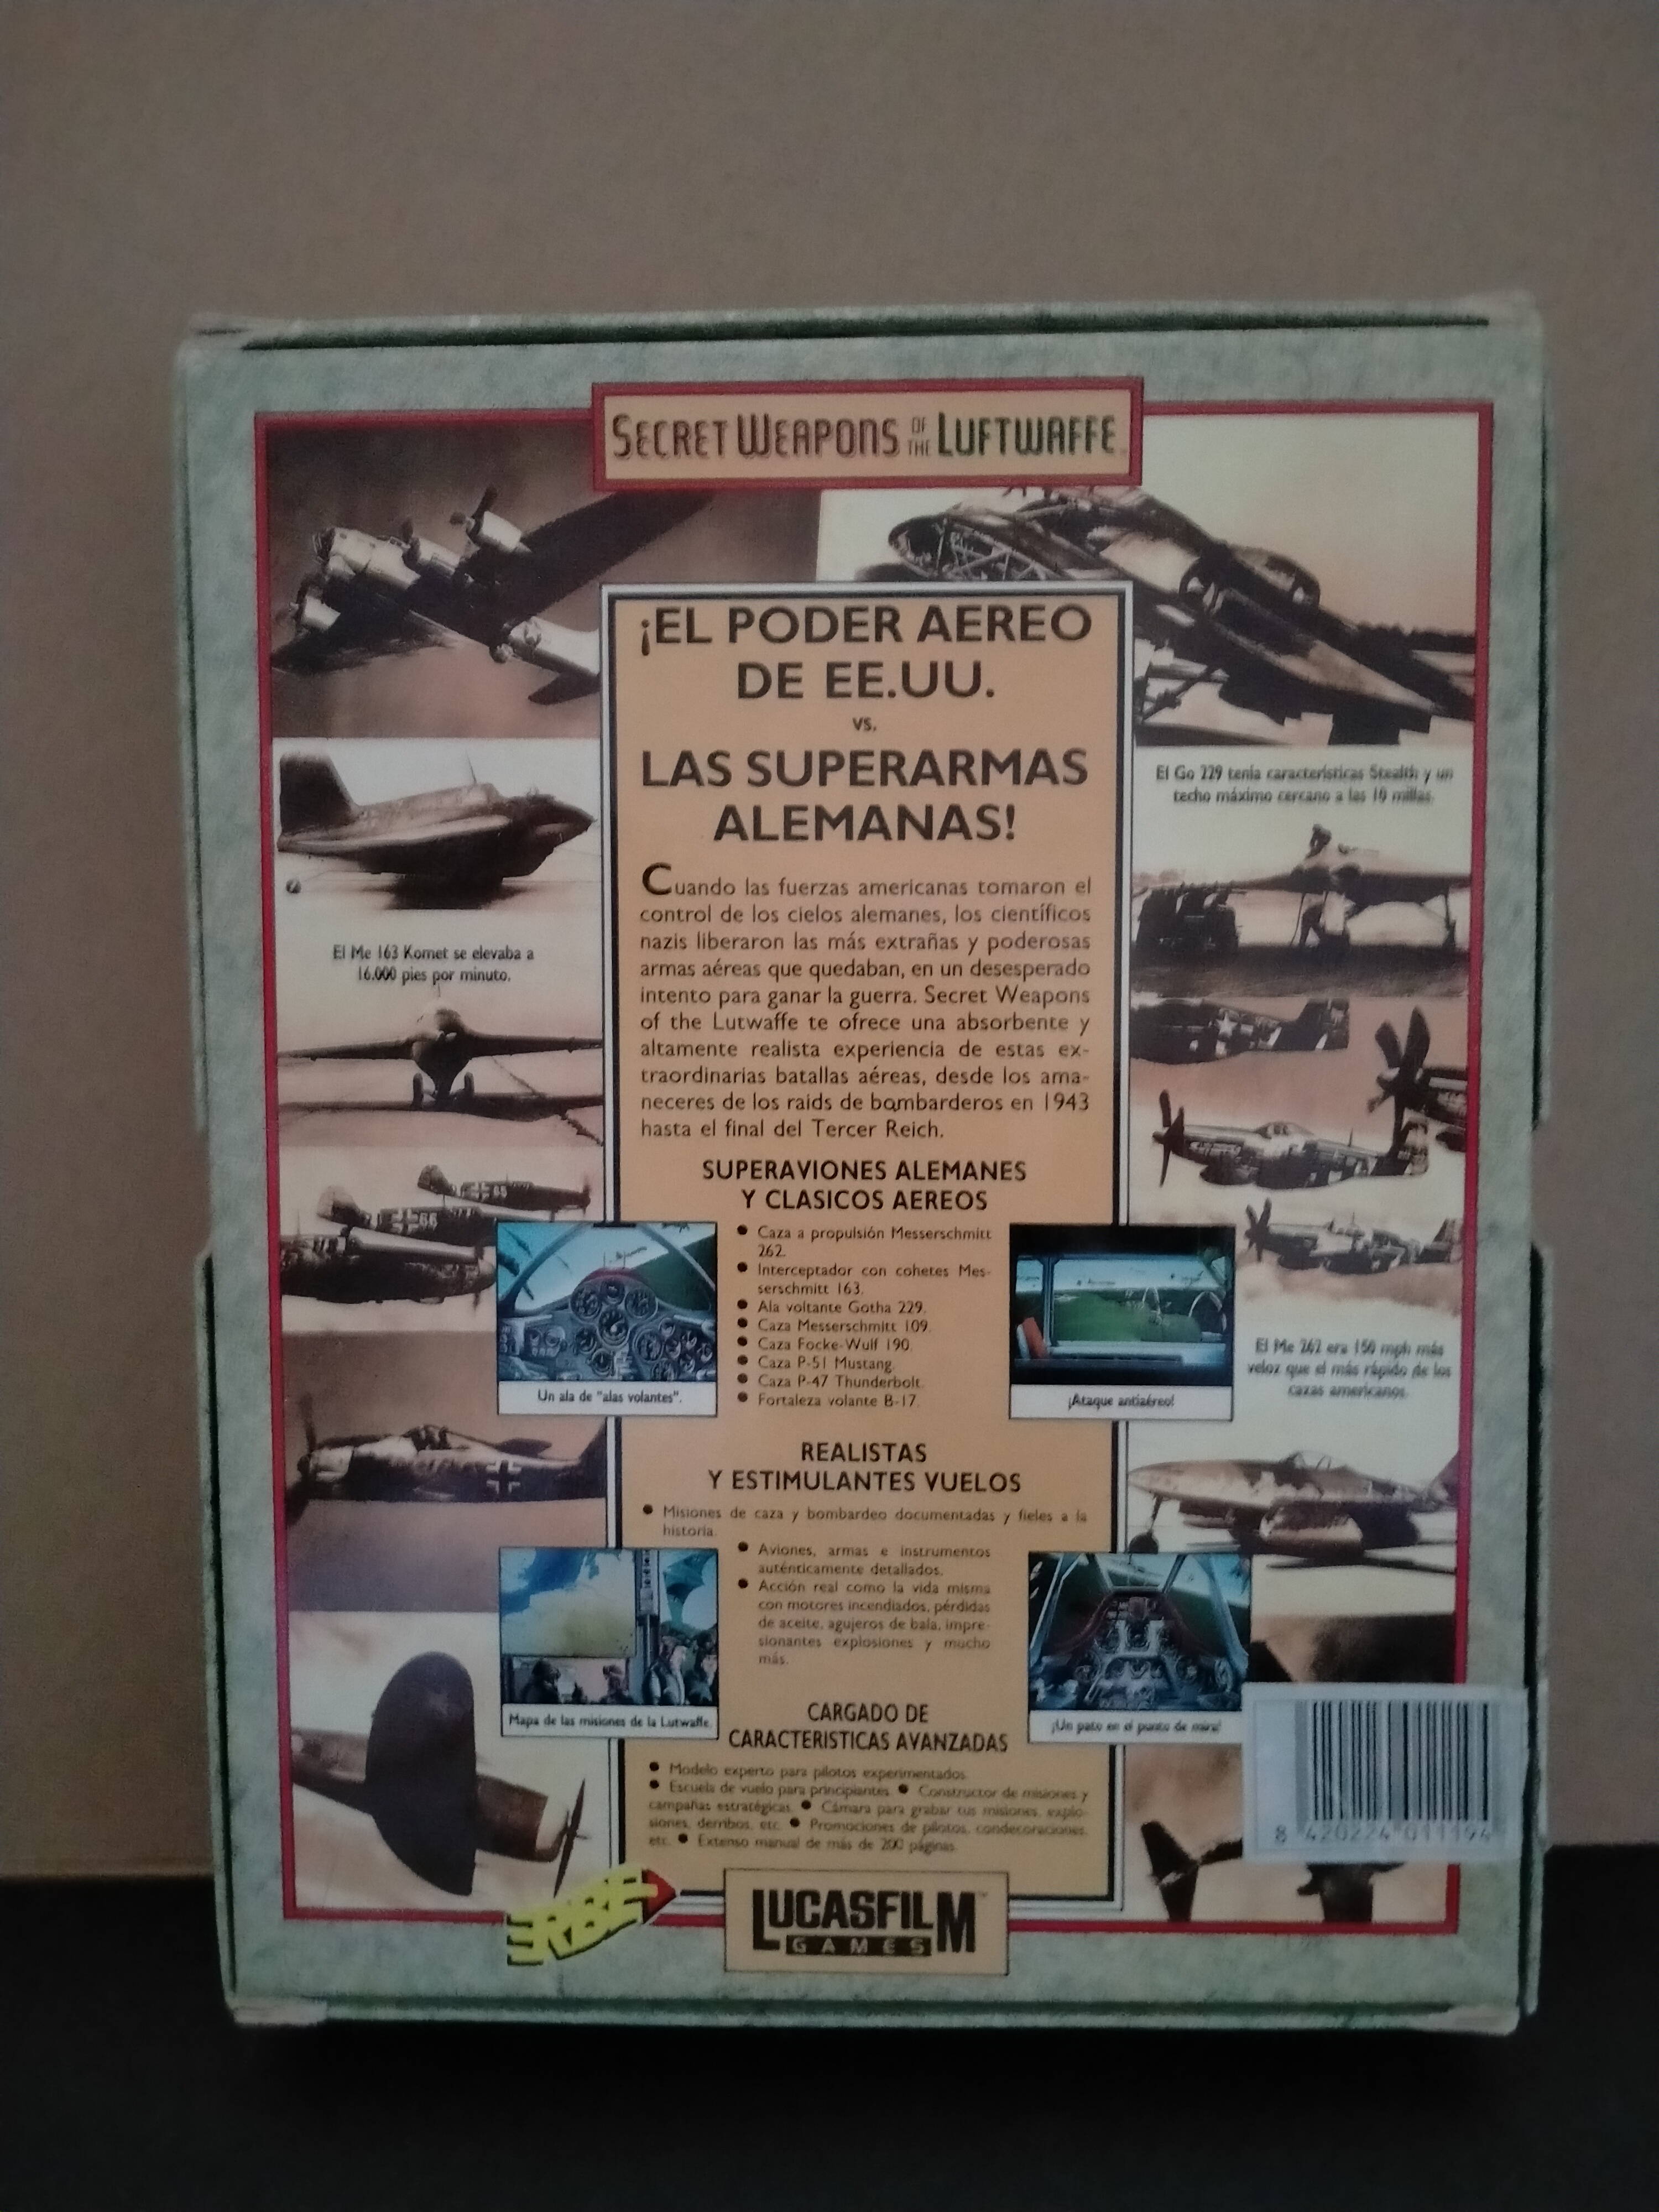 SECRET WEAPONS OF THE LUFTWAFFE
¡EL PODER AEREO
DE EE.UU.
vs.
LAS SUPERARMAS
ALEMANAS!
Cuando las fuerzas americanas tomaron el
control de los cielos alemanes, los científicos
nazis liberaron las más extrañas y poderosas
armas aéreas que quedaban, en un desesperado
intento para ganar la guerra. Secret Weapons
of the Lutwaffe te ofrece una absorbente y
altamente realista experiencia de estas ex-
traordinarias batallas aéreas, desde los ama-
neceres de los raids de bombarderos en 1943
hasta el final del Tercer Reich.
El Me 163 Komet se elevaba a
16.000 pies por minuto.
El Go 229 tenía características Stealth y un
techo máximo cercano a las 10 millas.
SUPERAVIONES ALEMANES
Y CLASICOS AEREOS
● Caza a propulsión Messerschmitt
262.
● Interceptador con cohetes Mes-
serschmitt 163.
● Ala voltante Gotha 229.
● Caza Messerschmitt 109.
● Caza Focke-Wulf 190.
● Caza P-51 Mustang.
● Caza P-47 Thunderbolt.
● Fortaleza volante B-17.
66
Un ala de "alas volantes".
¡Ataque antiaéreo!
El Me 262 era 150 mph más
veloz que el más rápido de los
cazas americanos.
REALISTAS
Y ESTIMULANTES VUELOS
● Misiones de caza y bombardeo documentadas y fieles a la
historia.
● Aviones, armas e instrumentos
auténticamente detallados.
● Acción real como la vida misma
con motores incendiados, pérdidas
de aceite, agujeros de bala, impre-
sionantes explosiones y mucho
más.
Mapa de las misiones de la Lutwaffe.
¡Un pato en el punto de mira!
CARGADO DE
CARACTERISTICAS AVANZADAS
● Modelo experto para pilotos experimentados.
● Escuela de vuelo para principiantes. ● Constructor de misiones y
campañas estratégicas. ● Cámara para grabar tus misiones, explo-
siones, derribos, etc. ● Promociones de pilotos, condecoraciones,
etc. ● Extenso manual de más de 200 páginas.
8 420224 011194
ERBE
LUCASFILM™
GAMES